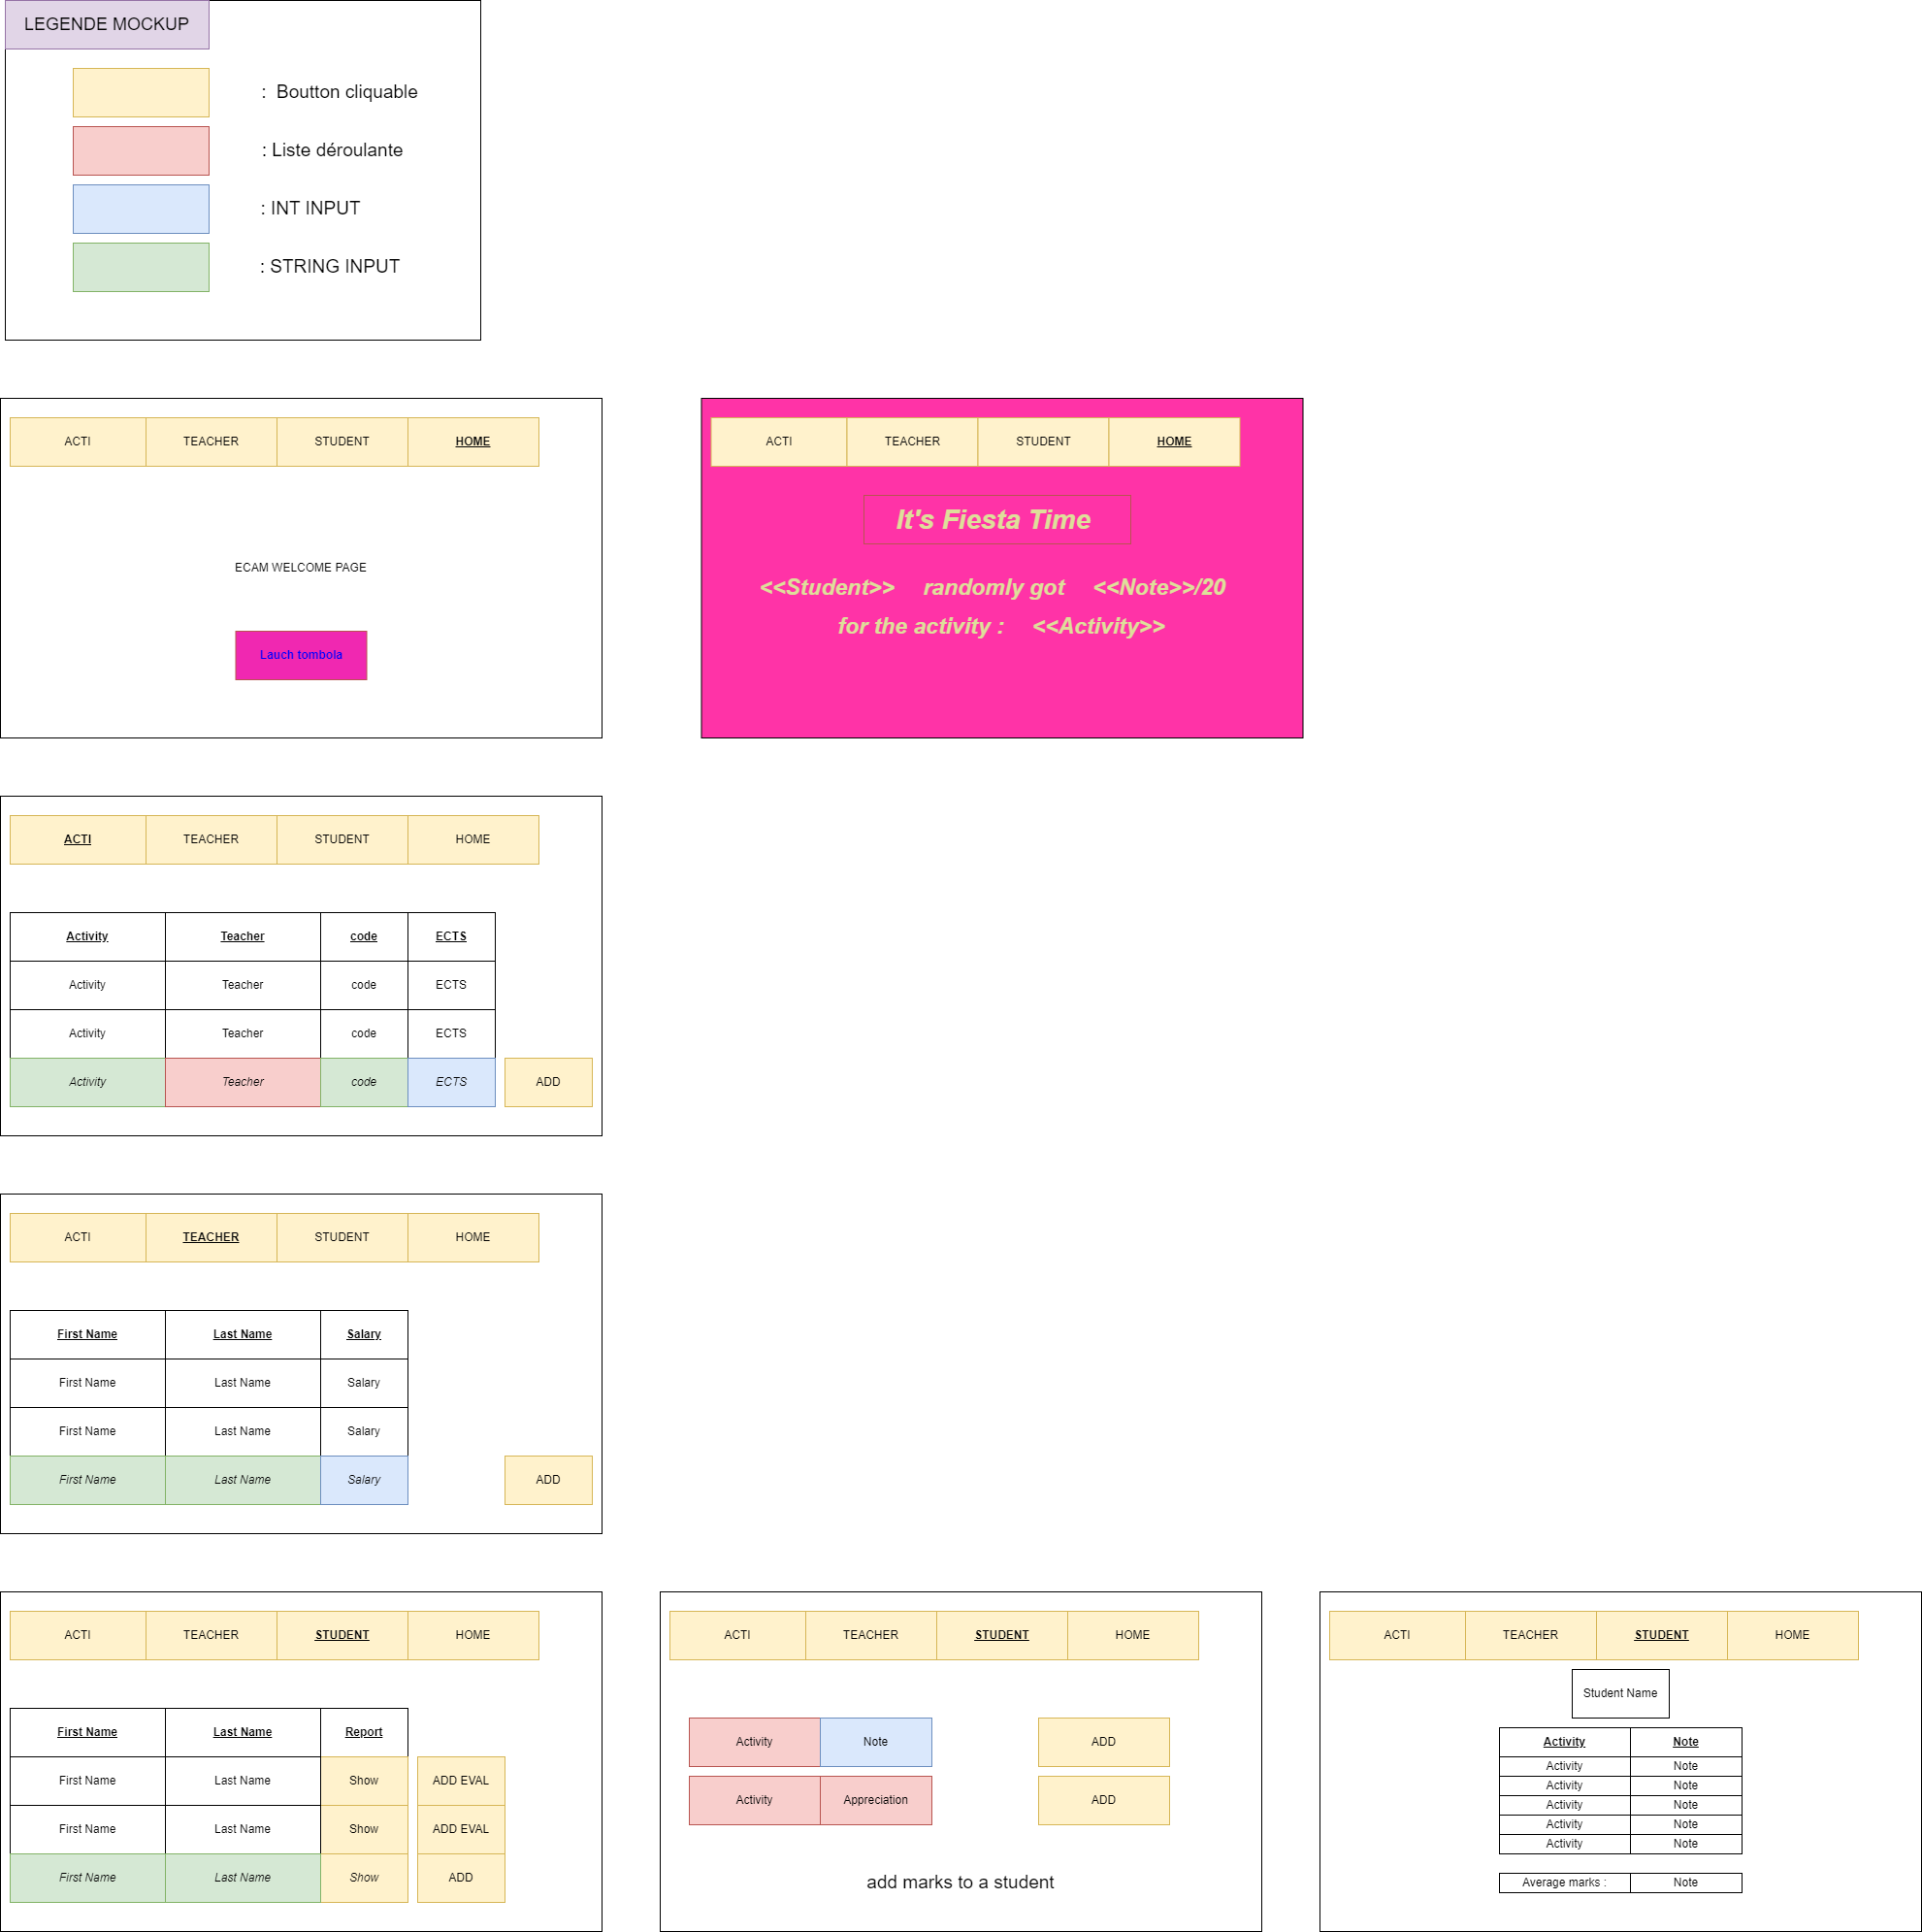 LEGENDE MOCKUP
: Boutton cliquable
: Liste déroulante
: INT INPUT
: STRING INPUT
ACTI TEACHER STUDENT HOME
ECAM WELCOME PAGE
Lauch tombola
ACTI TEACHER STUDENT HOME
It's Fiesta Time
<<Student>> randomly got <<Note>>/20
for the activity : <<Activity>>
ACTI TEACHER STUDENT HOME
Activity Teacher code ECTS
Activity Teacher code ECTS
Activity Teacher code ECTS
Activity Teacher code ECTS ADD
ACTI TEACHER STUDENT HOME
First Name Last Name Salary
First Name Last Name Salary
First Name Last Name Salary
First Name Last Name Salary ADD
ACTI TEACHER STUDENT HOME
First Name Last Name Report
First Name Last Name Show ADD EVAL
First Name Last Name Show ADD EVAL
First Name Last Name Show ADD
ACTI TEACHER STUDENT HOME
Activity Note ADD
Activity Appreciation ADD
add marks to a student
ACTI TEACHER STUDENT HOME
Student Name
Activity Note
Activity Note
Activity Note
Activity Note
Activity Note
Activity Note
Average marks : Note